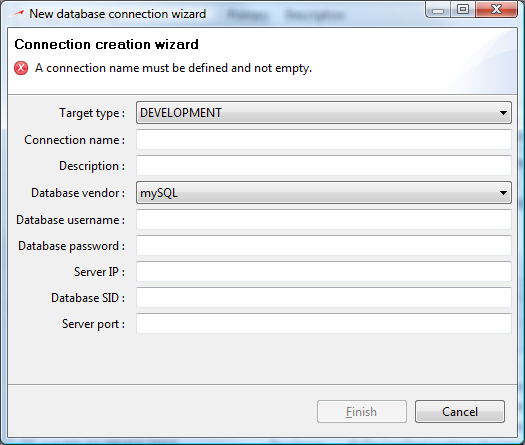 New database connection wizard
Connection creation wizard
A connection name must be defined and not empty.
Target type : DEVELOPMENT
Connection name :
Description :
Database vendor : mySQL
Database username :
Database password :
Server IP :
Database SID :
Server port :
Finish Cancel